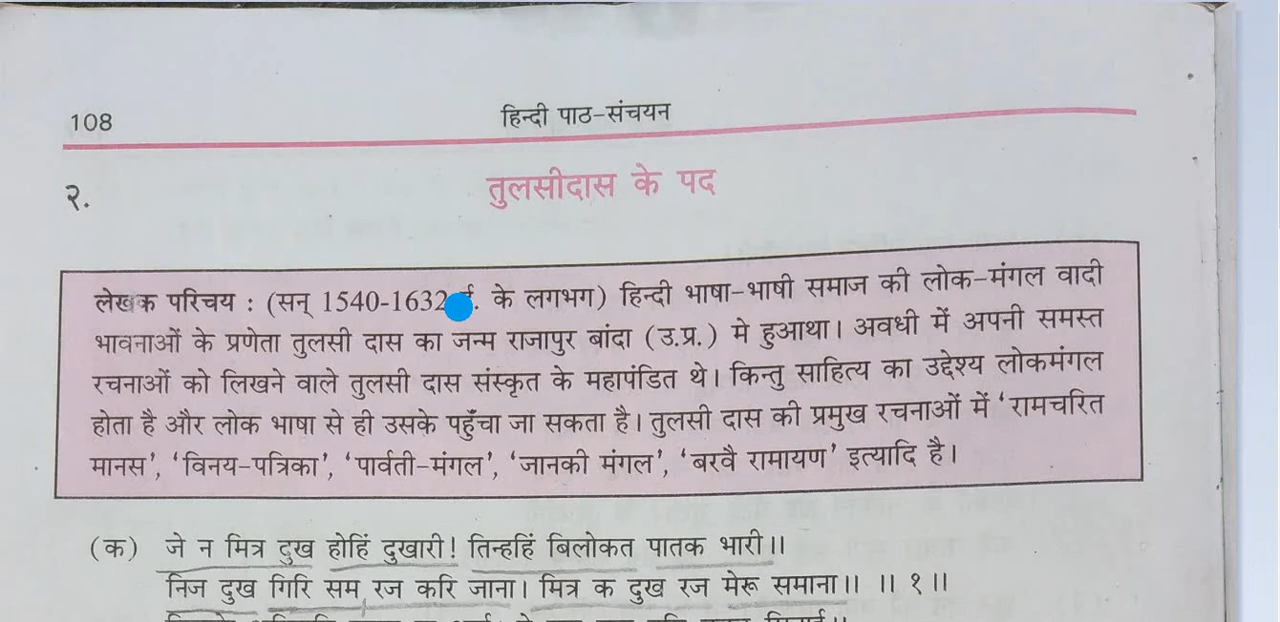 108
हिन्दी पाठ-संचयन
२.
तुलसीदास के पद
लेखक परिचय : (सन् 1540-1632 ई. के लगभग) हिन्दी भाषा-भाषी समाज की लोक-मंगल वादी
भावनाओं के प्रणेता तुलसी दास का जन्म राजापुर बांदा (उ.प्र.) मे हुआथा। अवधी में अपनी समस्त
रचनाओं को लिखने वाले तुलसी दास संस्कृत के महापंडित थे। किन्तु साहित्य का उद्देश्य लोकमंगल
होता है और लोक भाषा से ही उसके पहुँचा जा सकता है। तुलसी दास की प्रमुख रचनाओं में ‘रामचरित
मानस’, ‘विनय-पत्रिका’, ‘पार्वती-मंगल’, ‘जानकी मंगल’, ‘बरवै रामायण’ इत्यादि है।
(क) जे न मित्र दुख होहिं दुखारी! तिन्हहिं बिलोकत पातक भारी।।
निज दुख गिरि सम रज करि जाना। मित्र क दुख रज मेरू समाना।। ।। १ ।।